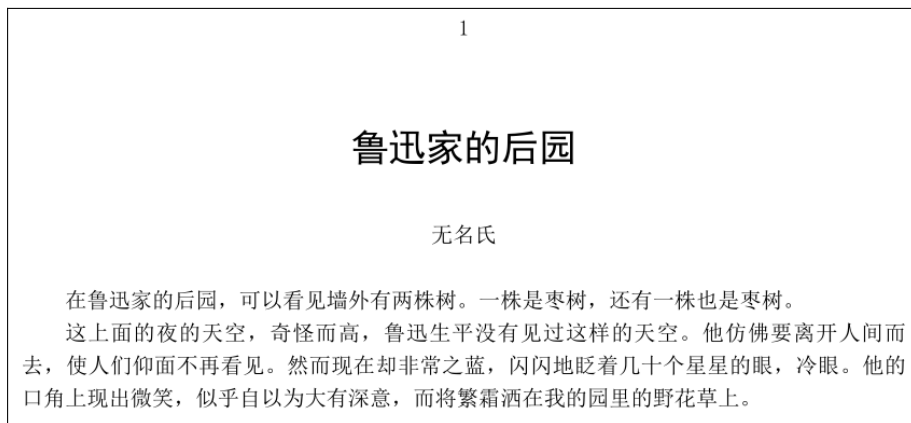 1
鲁迅家的后园
无名氏
在鲁迅家的后园，可以看见墙外有两株树。一株是枣树，还有一株也是枣树。
这上面的夜的天空，奇怪而高，鲁迅生平没有见过这样的天空。他仿佛要离开人间而
去，使人们仰面不再看见。然而现在却非常之蓝，闪闪地眨着几十个星星的眼，冷眼。他的
口角上现出微笑，似乎自以为大有深意，而将繁霜洒在我的园里的野花草上。